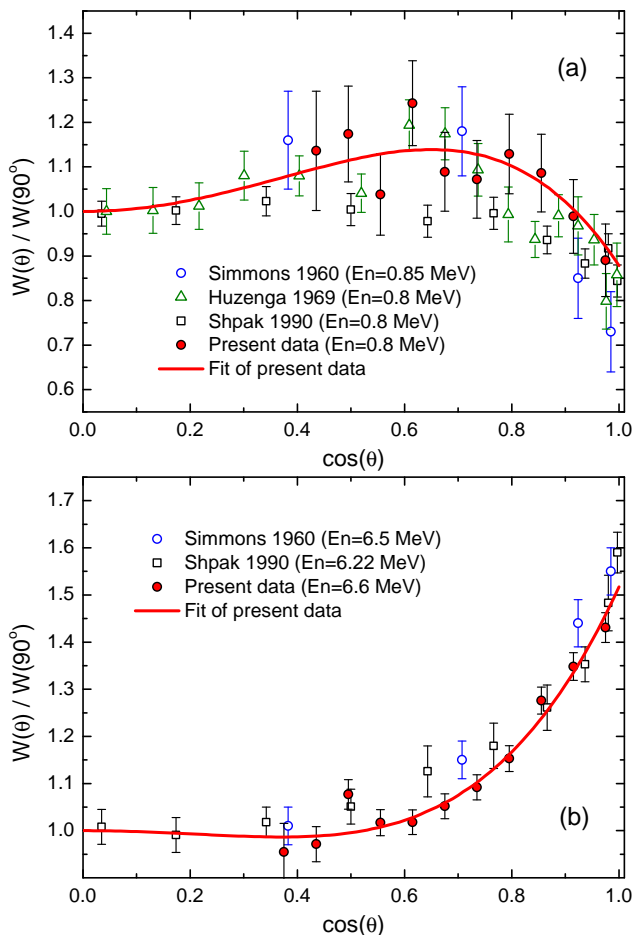 1.4
1.3
1.2
1.1
1.0
0.9
0.8
0.7
0.6
W(θ) / W(90°)
(a)
Simmons 1960 (En=0.85 MeV)
Huzenga 1969 (En=0.8 MeV)
Shpak 1990 (En=0.8 MeV)
Present data (En=0.8 MeV)
Fit of present data
0.0 0.2 0.4 0.6 0.8 1.0
cos(θ)
1.7
1.6
1.5
1.4
1.3
1.2
1.1
1.0
W(θ) / W(90°)
Simmons 1960 (En=6.5 MeV)
Shpak 1990 (En=6.22 MeV)
Present data (En=6.6 MeV)
Fit of present data
(b)
0.0 0.2 0.4 0.6 0.8 1.0
cos(θ)